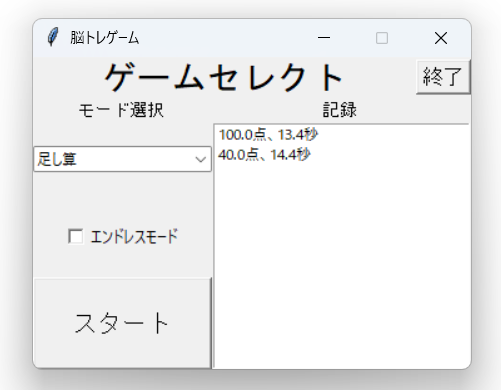 脳トレゲーム
ゲームセレクト
終了
モード選択
記録
100.0点、13.4秒
40.0点、14.4秒
足し算
エンドレスモード
スタート